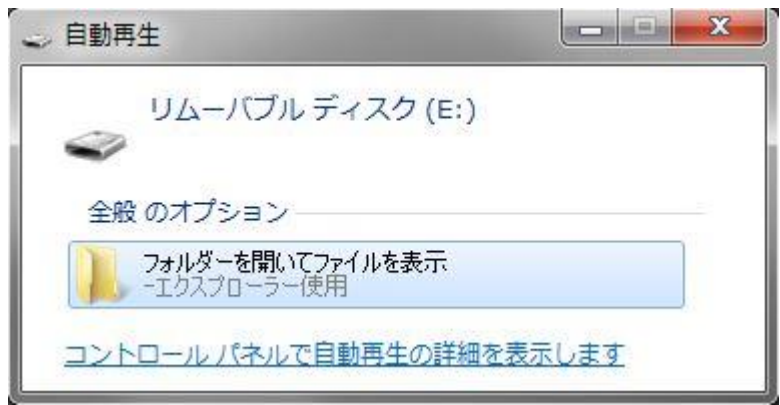 自動再生
リムーバブル ディスク (E:)
全般 のオプション
フォルダーを開いてファイルを表示
-エクスプローラー使用
コントロール パネルで自動再生の詳細を表示します